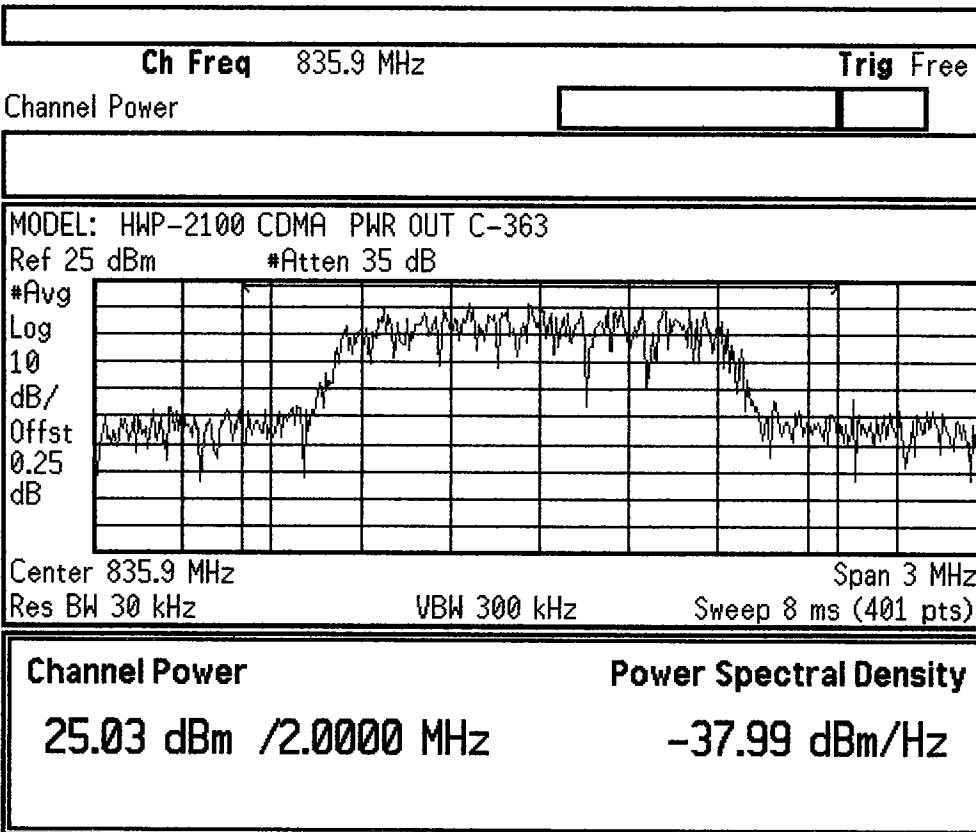 Ch Freq 835.9 MHz Trig Free
Channel Power
MODEL: HWP-2100 CDMA PWR OUT C-363
Ref 25 dBm #Atten 35 dB
#Avg
Log
10
dB/
Offst
0.25
dB
Center 835.9 MHz Span 3 MHz
Res BW 30 kHz VBW 300 kHz Sweep 8 ms (401 pts)
Channel Power Power Spectral Density
25.03 dBm /2.0000 MHz -37.99 dBm/Hz